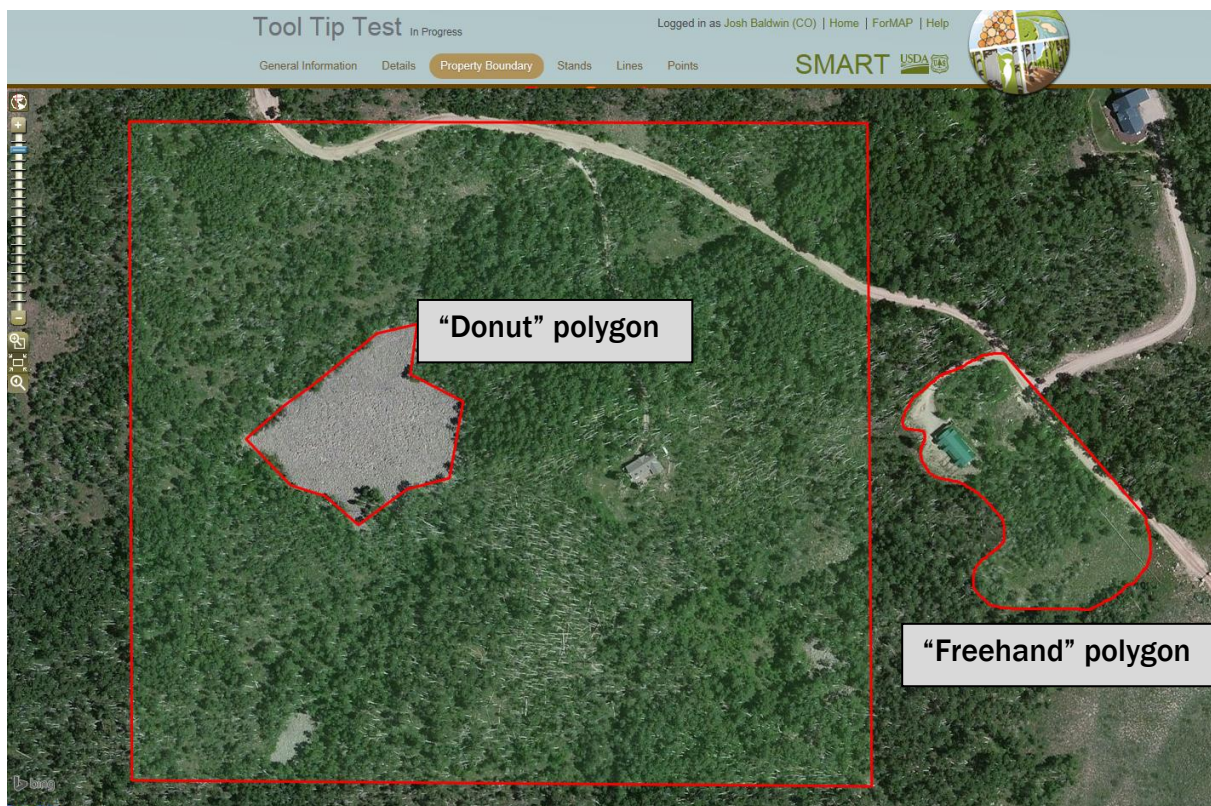 Tool Tip Test In Progress
Logged in as Josh Baldwin (CO) | Home | ForMAP | Help
General Information Details Property Boundary Stands Lines Points
SMART USDA
“Donut” polygon
“Freehand” polygon
bing